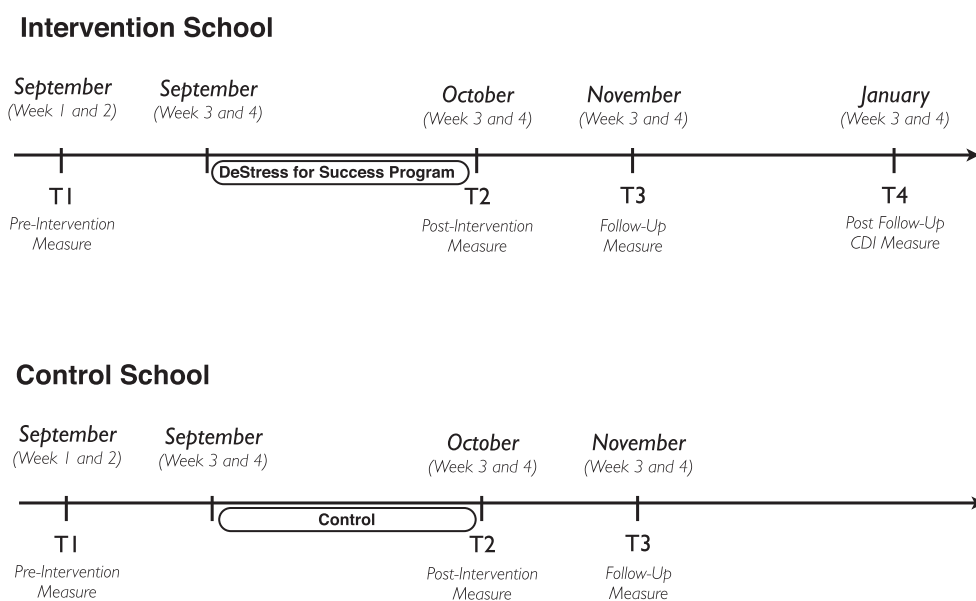 Intervention School
September
(Week 1 and 2)
September
(Week 3 and 4)
October
(Week 3 and 4)
November
(Week 3 and 4)
January
(Week 3 and 4)
DeStress for Success Program
T1
Pre-Intervention
Measure
T2
Post-Intervention
Measure
T3
Follow-Up
Measure
T4
Post Follow-Up
CDI Measure
Control School
September
(Week 1 and 2)
September
(Week 3 and 4)
October
(Week 3 and 4)
November
(Week 3 and 4)
Control
T1
Pre-Intervention
Measure
T2
Post-Intervention
Measure
T3
Follow-Up
Measure